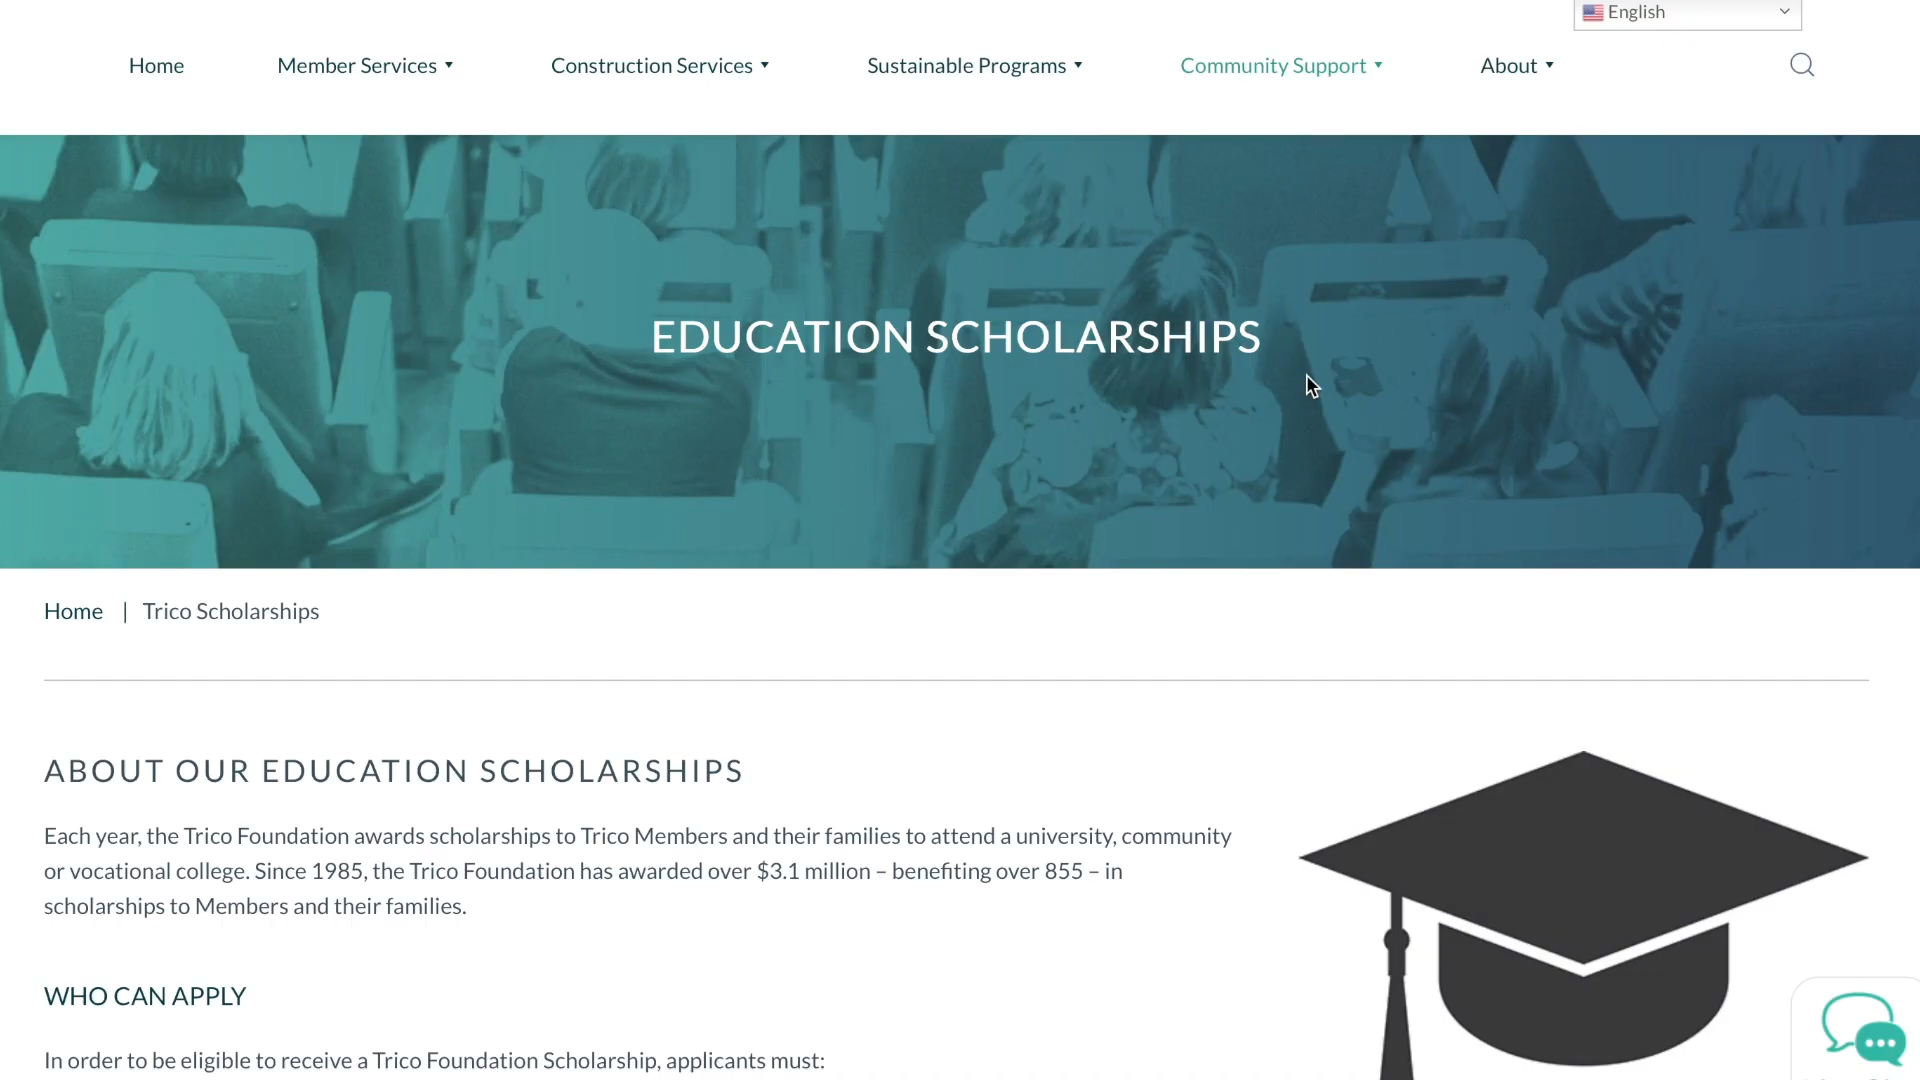 English
Home
Member Services
Construction Services
Sustainable Programs
Community Support
About
EDUCATION SCHOLARSHIPS
Home | Trico Scholarships
ABOUT OUR EDUCATION SCHOLARSHIPS
Each year, the Trico Foundation awards scholarships to Trico Members and their families to attend a university, community
or vocational college. Since 1985, the Trico Foundation has awarded over $3.1 million – benefiting over 855 – in
scholarships to Members and their families.
WHO CAN APPLY
In order to be eligible to receive a Trico Foundation Scholarship, applicants must: